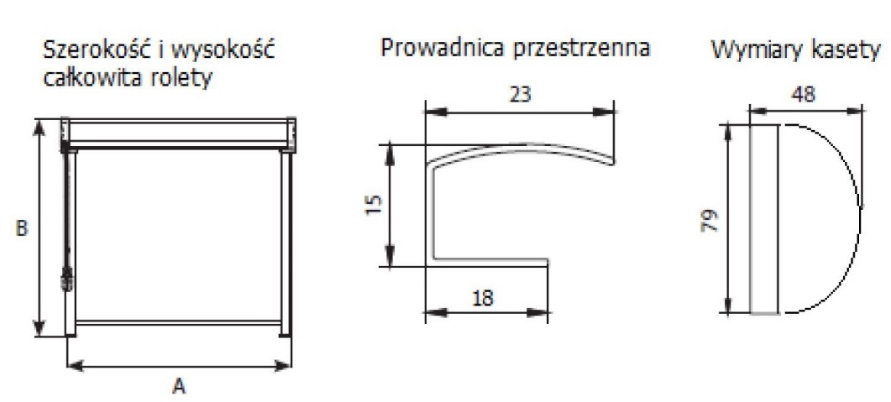 Szerokość i wysokość
całkowita rolety
B
A
Prowadnica przestrzenna
23
15
18
Wymiary kasety
48
79